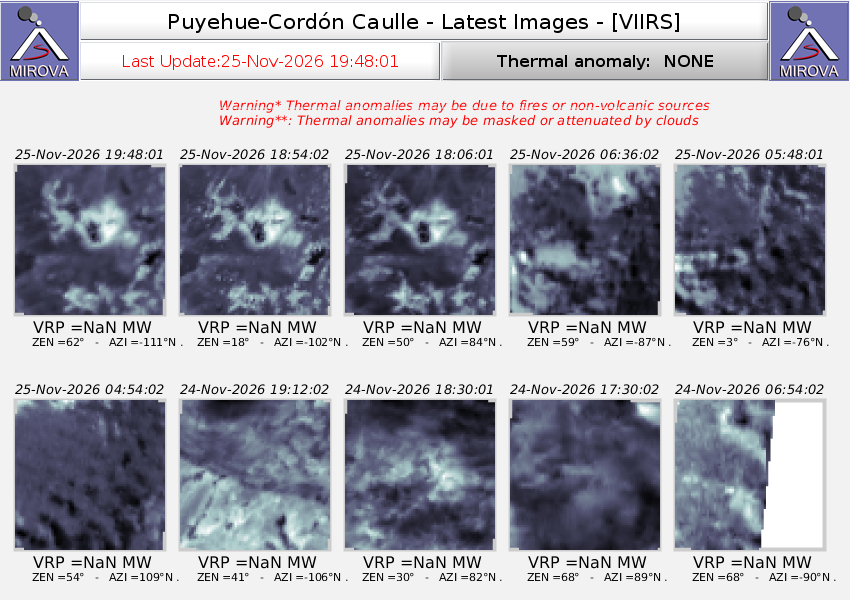 Puyehue-Cordón Caulle - Latest Images - [VIIRS]
MIROVA
Last Update:25-Nov-2026 19:48:01
Thermal anomaly: NONE
MIROVA
Warning* Thermal anomalies may be due to fires or non-volcanic sources
Warning**: Thermal anomalies may be masked or attenuated by clouds
25-Nov-2026 19:48:01 25-Nov-2026 18:54:02 25-Nov-2026 18:06:01 25-Nov-2026 06:36:02 25-Nov-2026 05:48:01
VRP =NaN MW VRP =NaN MW VRP =NaN MW VRP =NaN MW VRP =NaN MW
ZEN =62° - AZI =-111°N . ZEN =18° - AZI =-102°N . ZEN =50° - AZI =84°N . ZEN =59° - AZI =-87°N . ZEN =3° - AZI =-76°N .
25-Nov-2026 04:54:02 24-Nov-2026 19:12:02 24-Nov-2026 18:30:01 24-Nov-2026 17:30:02 24-Nov-2026 06:54:02
VRP =NaN MW VRP =NaN MW VRP =NaN MW VRP =NaN MW VRP =NaN MW
ZEN =54° - AZI =109°N . ZEN =41° - AZI =-106°N . ZEN =30° - AZI =82°N . ZEN =68° - AZI =89°N . ZEN =68° - AZI =-90°N .